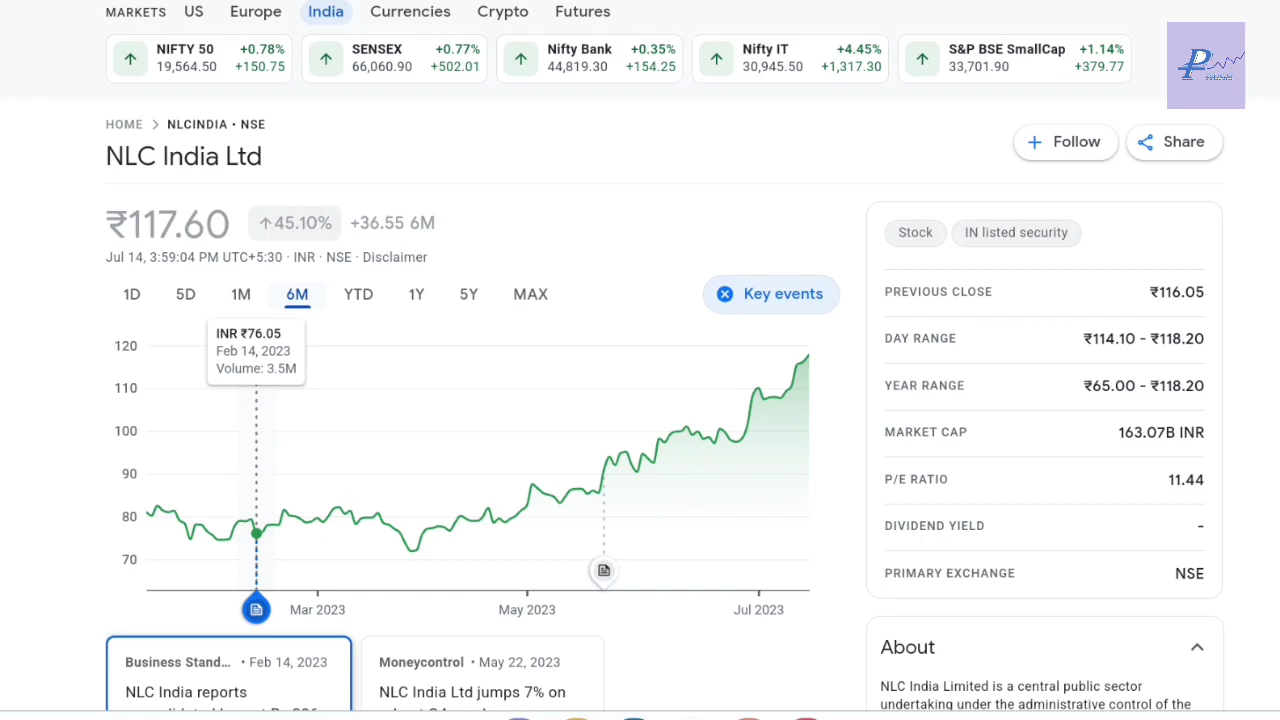 MARKETS US Europe India Currencies Crypto Futures
NIFTY 50 +0.78% SENSEX +0.77% Nifty Bank +0.35% Nifty IT +4.45% S&P BSE SmallCap +1.14%
19,564.50 +150.75 66,060.90 +502.01 44,819.30 +154.25 30,945.50 +1,317.30 33,701.90 +379.77
HOME NLCINDIA • NSE
NLC India Ltd
Follow Share
₹117.60 45.10% +36.55 6M
Jul 14, 3:59:04 PM UTC+5:30 · INR · NSE · Disclaimer
1D 5D 1M 6M YTD 1Y 5Y MAX
Key events
INR ₹76.05
Feb 14, 2023
Volume: 3.5M
120
110
100
90
80
70
Mar 2023 May 2023 Jul 2023
Business Stand... • Feb 14, 2023
NLC India reports
Moneycontrol • May 22, 2023
NLC India Ltd jumps 7% on
Stock IN listed security
PREVIOUS CLOSE ₹116.05
DAY RANGE ₹114.10 - ₹118.20
YEAR RANGE ₹65.00 - ₹118.20
MARKET CAP 163.07B INR
P/E RATIO 11.44
DIVIDEND YIELD -
PRIMARY EXCHANGE NSE
About
NLC India Limited is a central public sector
undertaking under the administrative control of the